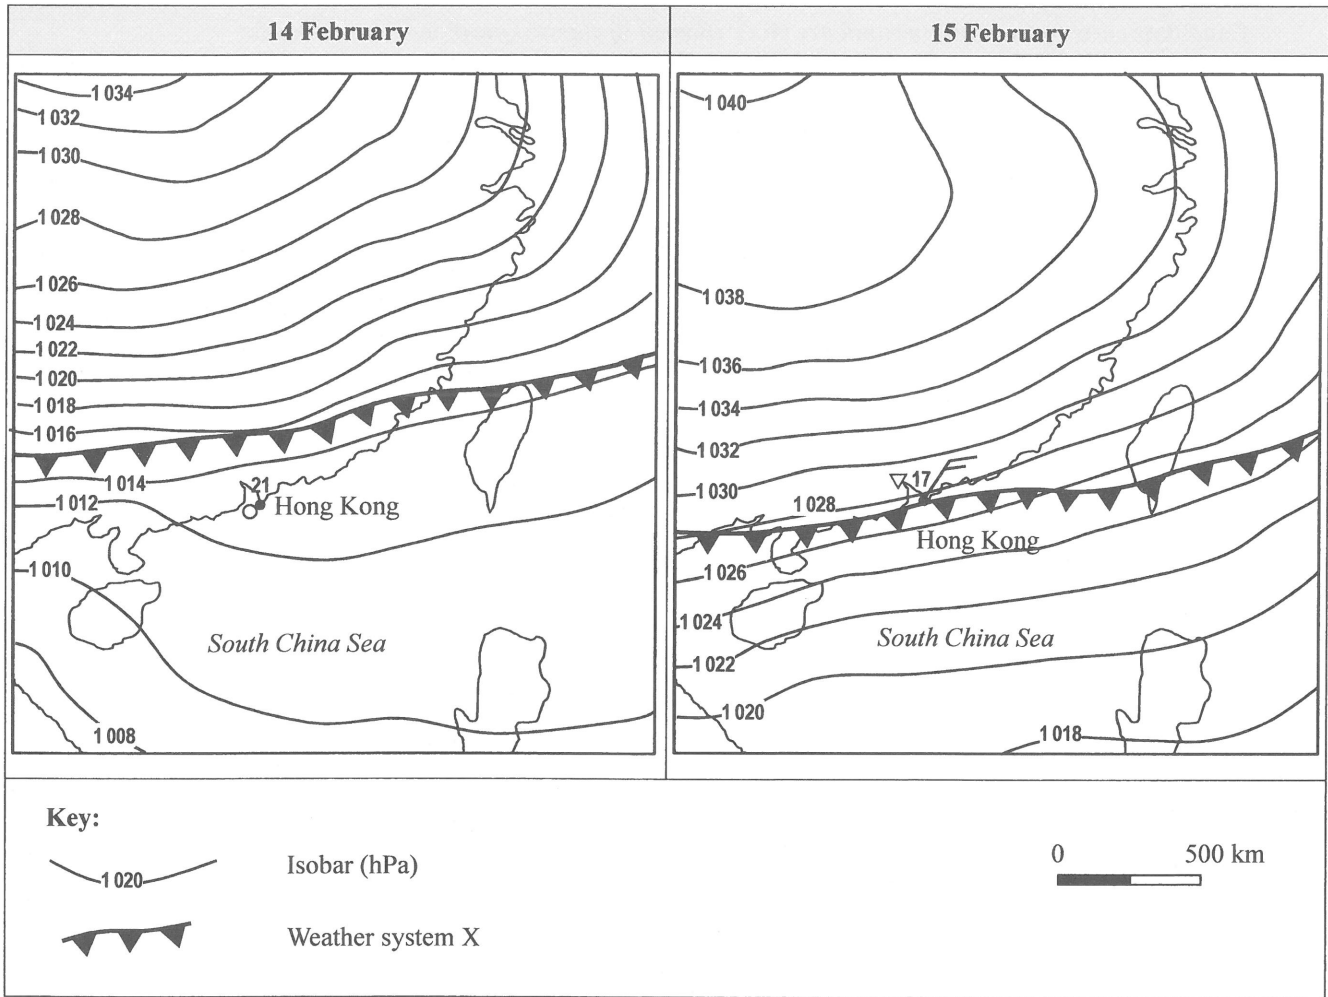 14 February
15 February
1 034
1 032
1 030
1 028
1 026
1 024
1 022
1 020
1 018
1 016
1 014
1 012
21
Hong Kong
1 010
South China Sea
1 008
1 040
1 038
1 036
1 034
1 032
1 030
17
1 028
Hong Kong
1 026
1 024
South China Sea
1 022
1 020
1 018
Key:
1 020
Isobar (hPa)
0 500 km
Weather system X